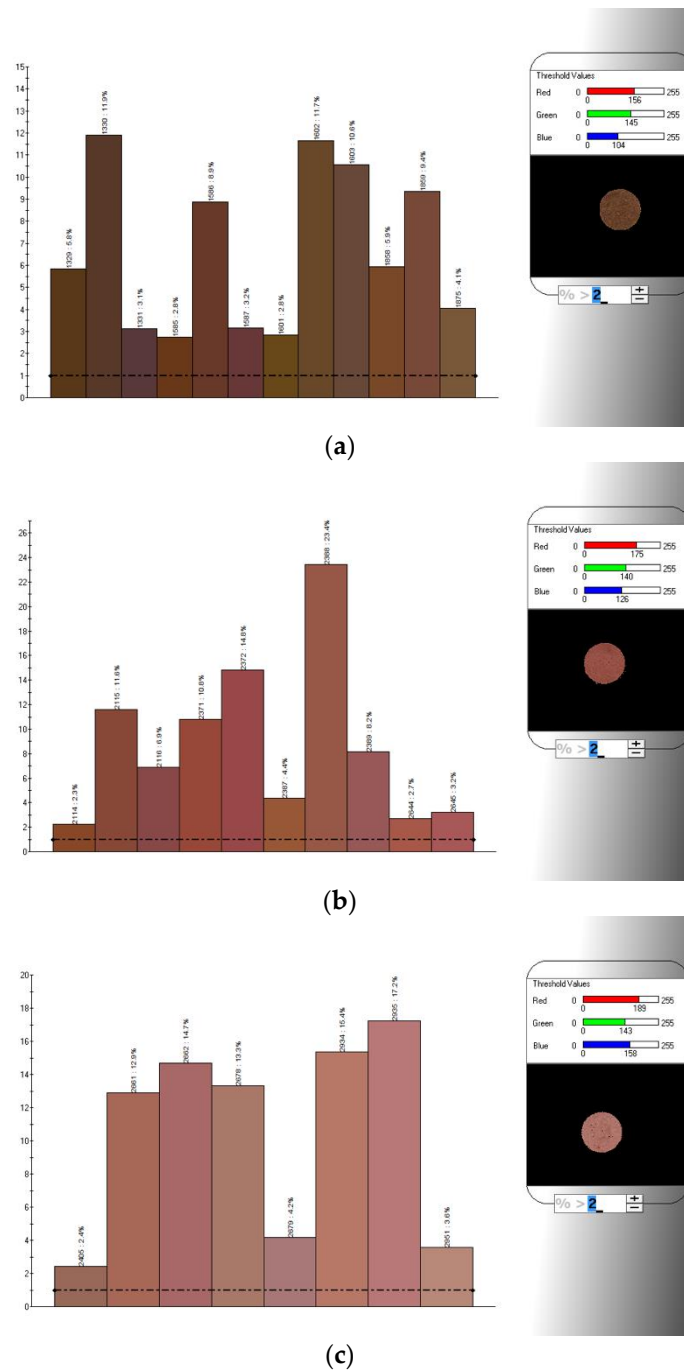 15
14
13
12
11
10
9
8
7
6
5
4
3
2
1
0
1329 : 5.8%
1330 : 11.9%
1331 : 3.1%
1585 : 2.8%
1586 : 8.9%
1587 : 3.2%
1601 : 2.8%
1602 : 11.7%
1603 : 10.6%
1858 : 5.9%
1859 : 9.4%
1875 : 4.1%
Threshold Values
Red 0 255
0 156
Green 0 255
0 145
Blue 0 255
0 104
% > 2_
+
−
(a)
26
24
22
20
18
16
14
12
10
8
6
4
2
0
2114 : 2.3%
2115 : 11.6%
2116 : 6.9%
2371 : 10.8%
2372 : 14.8%
2387 : 4.4%
2388 : 23.4%
2389 : 8.2%
2644 : 2.7%
2645 : 3.2%
Threshold Values
Red 0 255
0 175
Green 0 255
0 140
Blue 0 255
0 126
% > 2_
+
−
(b)
20
18
16
14
12
10
8
6
4
2
0
2405 : 2.4%
2661 : 12.9%
2662 : 14.7%
2678 : 13.3%
2679 : 4.2%
2934 : 15.4%
2935 : 17.2%
2951 : 3.6%
Threshold Values
Red 0 255
0 189
Green 0 255
0 143
Blue 0 255
0 158
% > 2_
+
−
(c)